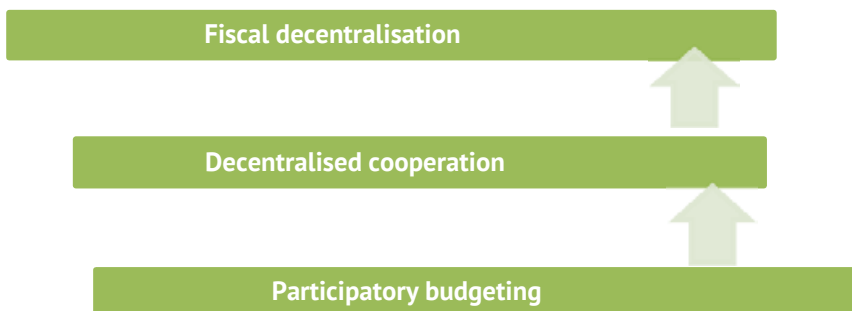 Fiscal decentralisation
Decentralised cooperation
Participatory budgeting